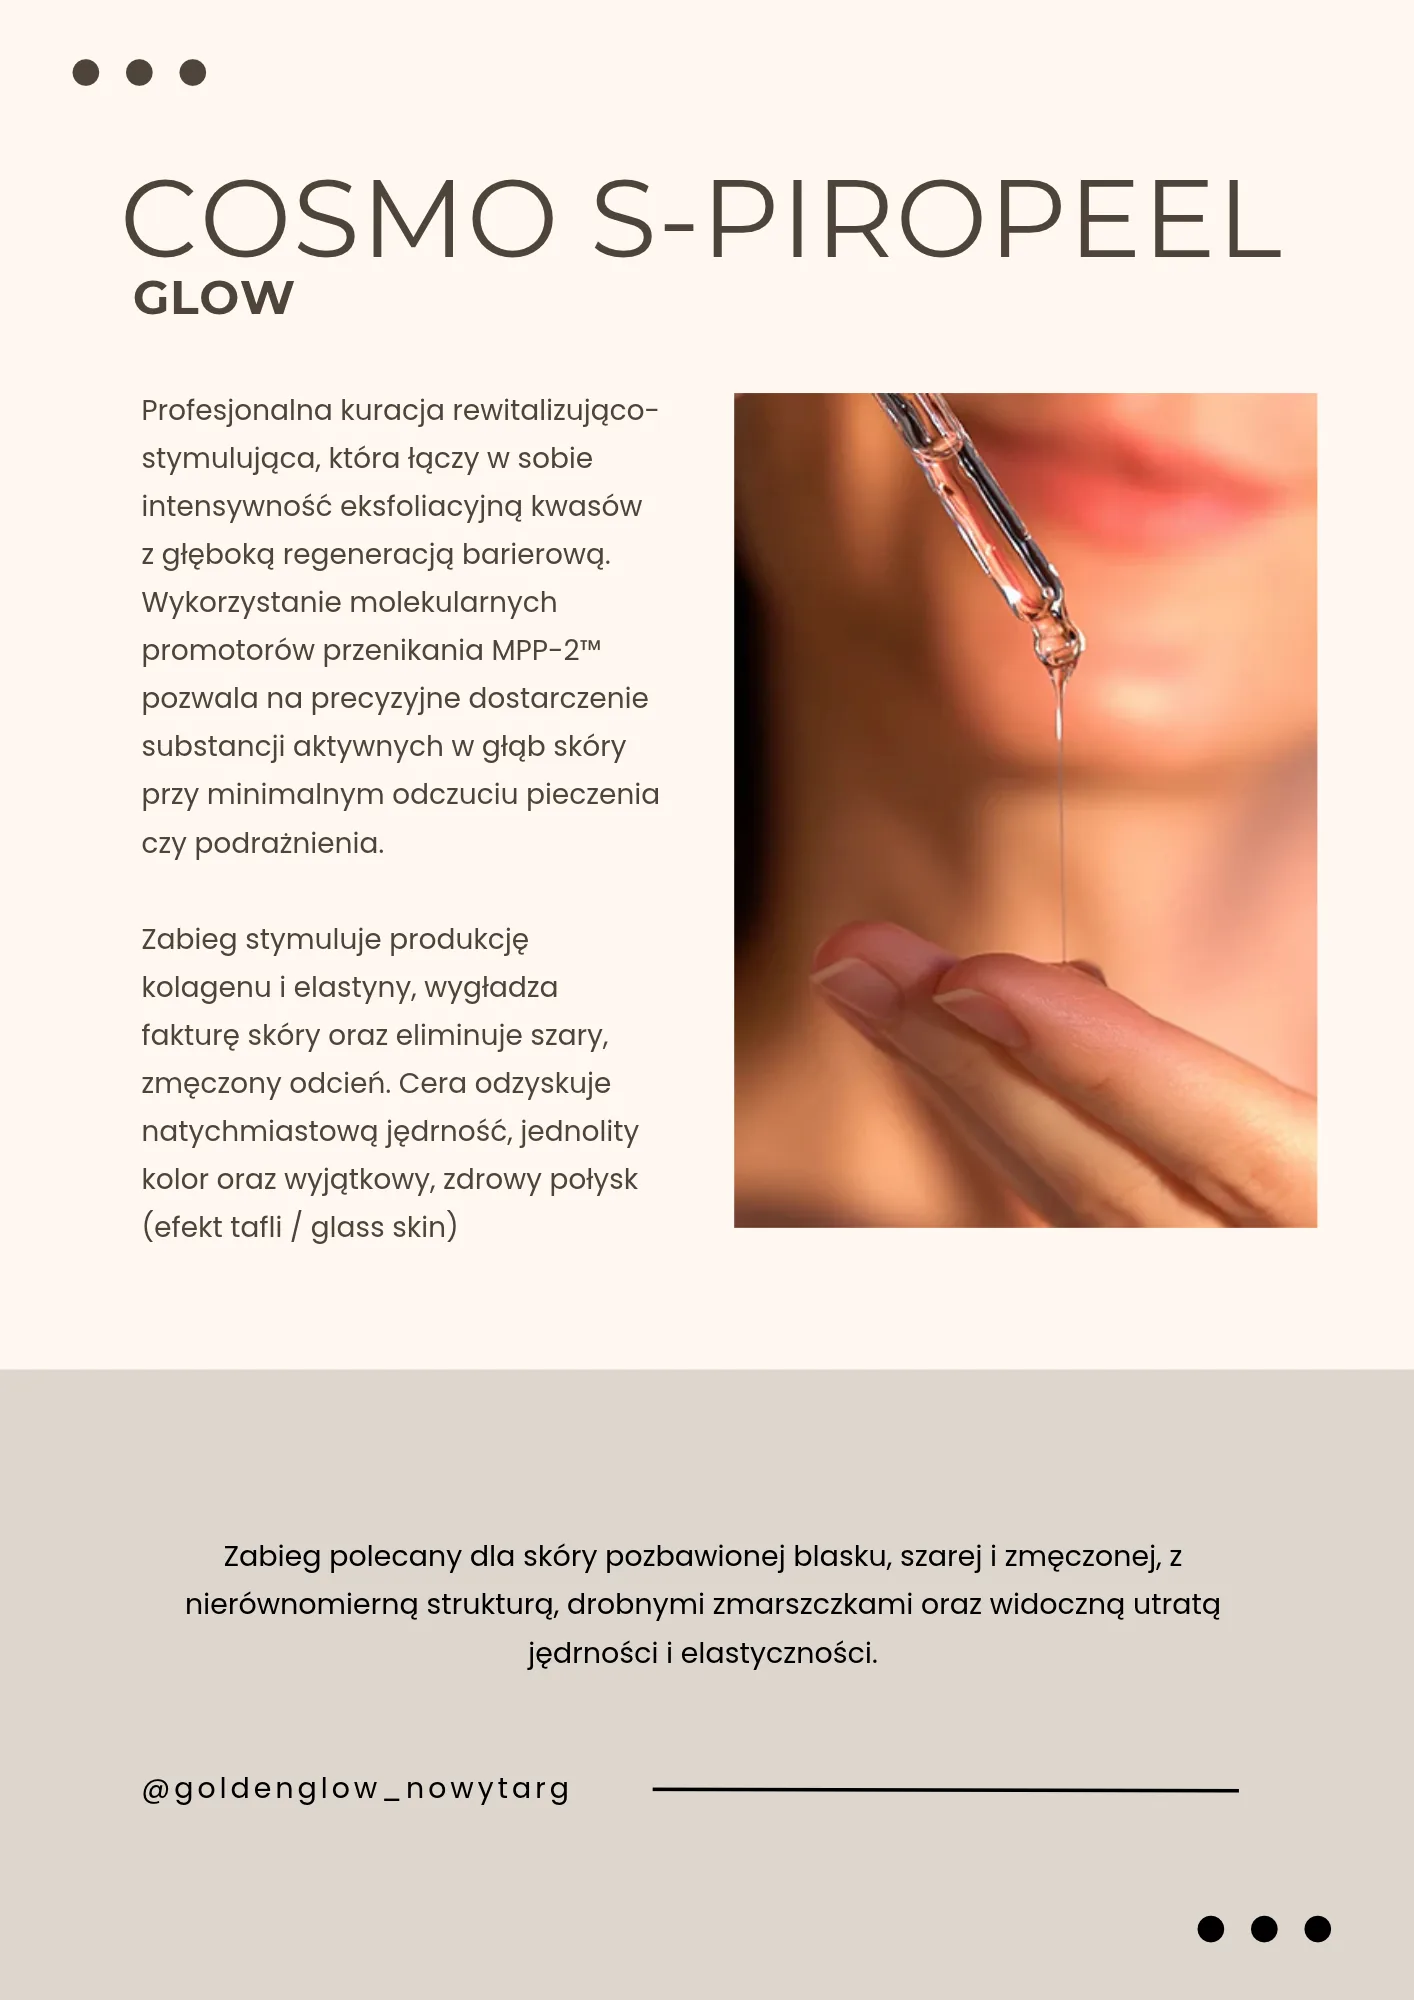 COSMO S-PIROPEEL
GLOW
Profesjonalna kuracja rewitalizująco-
stymulująca, która łączy w sobie
intensywność eksfoliacyjną kwasów
z głęboką regeneracją barierową.
Wykorzystanie molekularnych
promotorów przenikania MPP-2™
pozwala na precyzyjne dostarczenie
substancji aktywnych w głąb skóry
przy minimalnym odczuciu pieczenia
czy podrażnienia.
Zabieg stymuluje produkcję
kolagenu i elastyny, wygładza
fakturę skóry oraz eliminuje szary,
zmęczony odcień. Cera odzyskuje
natychmiastową jędrność, jednolity
kolor oraz wyjątkowy, zdrowy połysk
(efekt tafli / glass skin)
Zabieg polecany dla skóry pozbawionej blasku, szarej i zmęczonej, z
nierównomierną strukturą, drobnymi zmarszczkami oraz widoczną utratą
jędrności i elastyczności.
@goldenglow_nowytarg